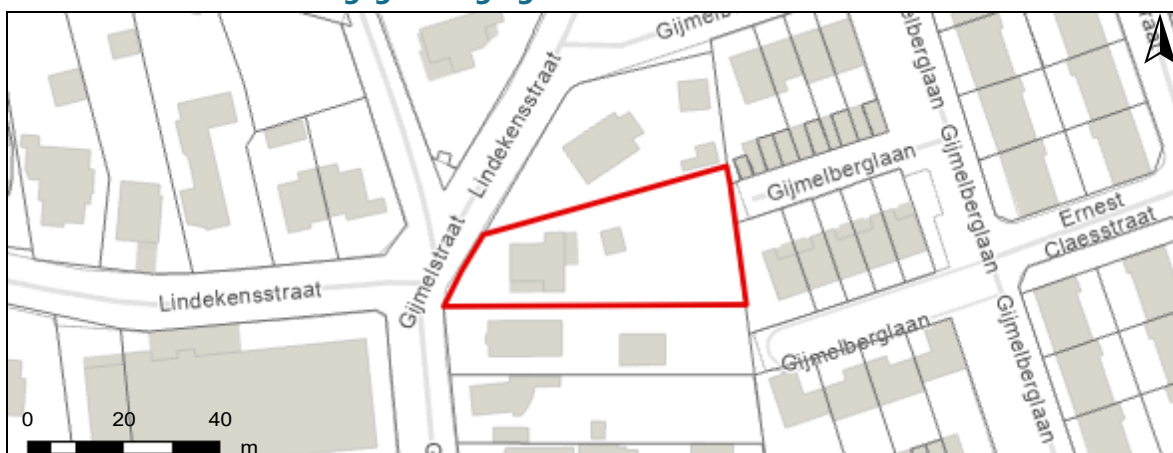 Gijmelb
Gijmelberglaan
Lindekensstraat
Gijmelberglaan
Gijmelberglaan
Ernest
Claesstraat
Gijmelstraat
Lindekensstraat
Gijmelberglaan
Gijmelberglaan
0 20 40
m